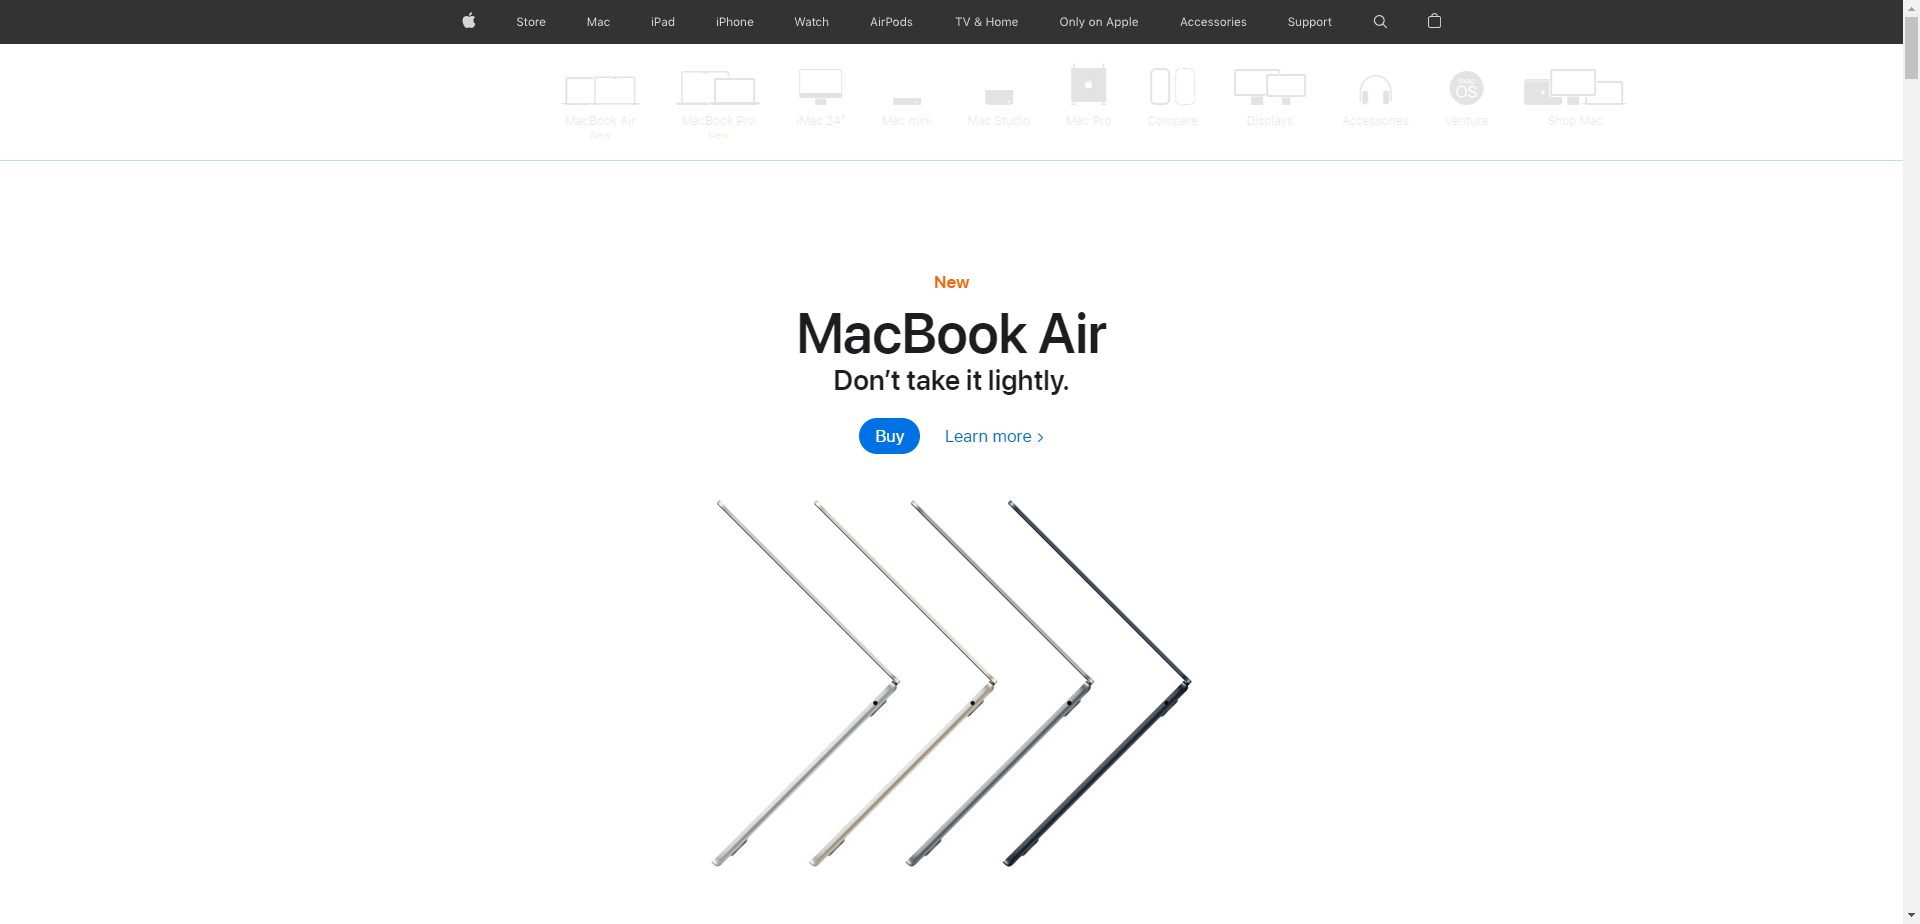 Store Mac iPad iPhone Watch AirPods TV & Home Only on Apple Accessories Support
MacBook Air MacBook Pro iMac 24" Mac mini Mac Studio Mac Pro Compare Displays Accessories macOS Ventura Shop Mac
New New
New
MacBook Air
Don’t take it lightly.
Buy Learn more >